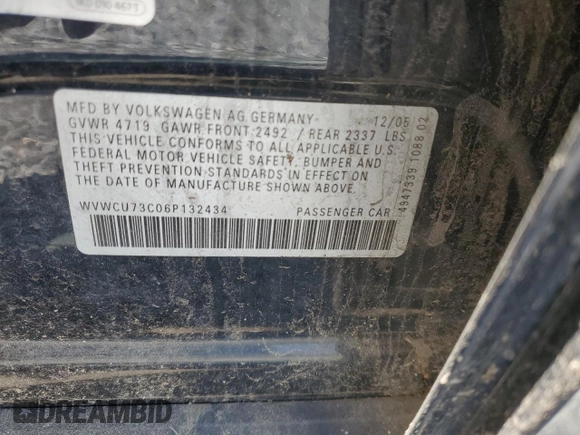 MFD BY VOLKSWAGEN AG GERMANY 12/05
GVWR 4719 GAWR FRONT 2492 / REAR 2337 LBS
THIS VEHICLE CONFORMS TO ALL APPLICABLE U.S.
FEDERAL MOTOR VEHICLE SAFETY, BUMPER AND
THEFT PREVENTION STANDARDS IN EFFECT ON
DATE OF MANUFACTURE SHOWN ABOVE.
WVWCU73C06P132434 PASSENGER CAR
4947339 1088 02
DREAMBID